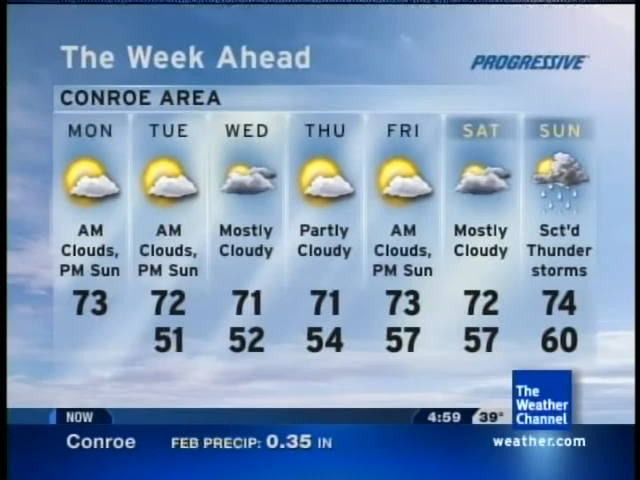 The Week Ahead
PROGRESSIVE
CONROE AREA
MON TUE WED THU FRI SAT SUN
AM Clouds, PM Sun
AM Clouds, PM Sun
Mostly Cloudy
Partly Cloudy
AM Clouds, PM Sun
Mostly Cloudy
Sct'd Thunder storms
73 72 71 71 73 72 74
51 52 54 57 57 60
The Weather Channel
NOW
4:59 39°
Conroe FEB PRECIP: 0.35 IN
weather.com